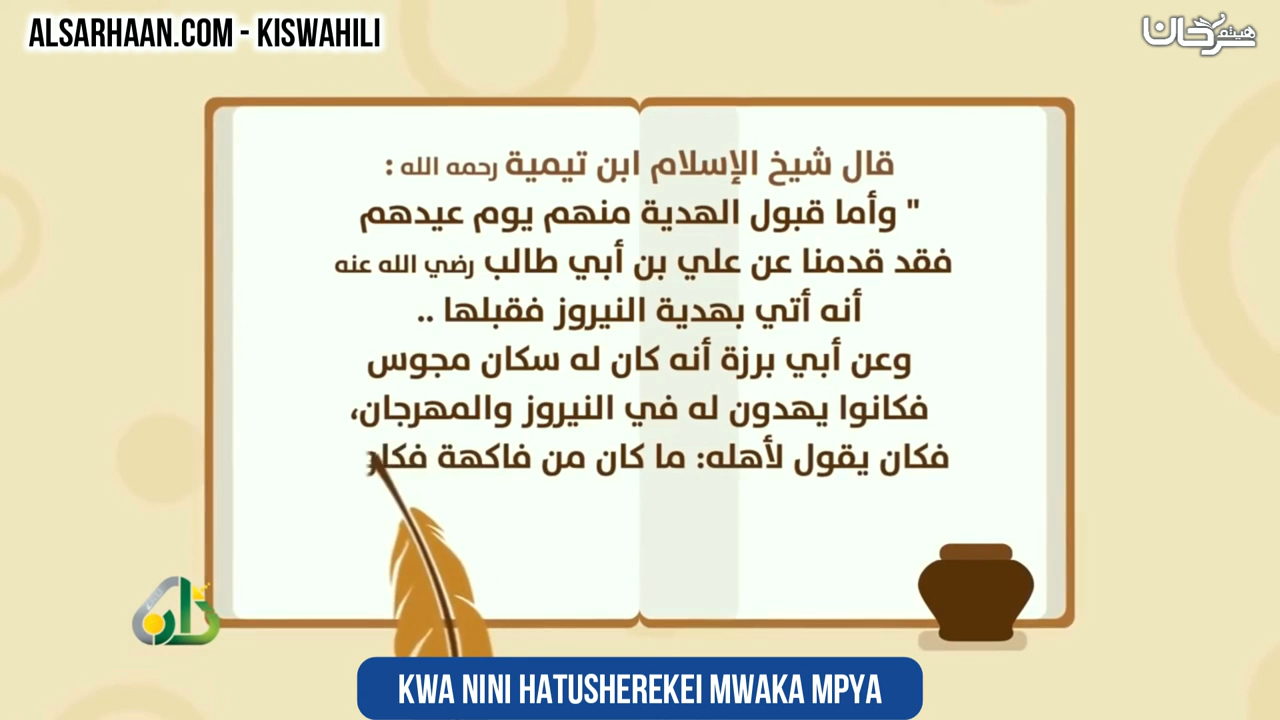 ALSARHAAN.COM - KISWAHILI
هيثم سرحان
قال شيخ الإسلام ابن تيمية رحمه الله :
" وأما قبول الهدية منهم يوم عيدهم
فقد قدمنا عن علي بن أبي طالب رضي الله عنه
أنه أتي بهدية النيروز فقبلها ..
وعن أبي برزة أنه كان له سكان مجوس
فكانوا يهدون له في النيروز والمهرجان،
فكان يقول لأهله: ما كان من فاكهة
KWA NINI HATUSHEREKEI MWAKA MPYA